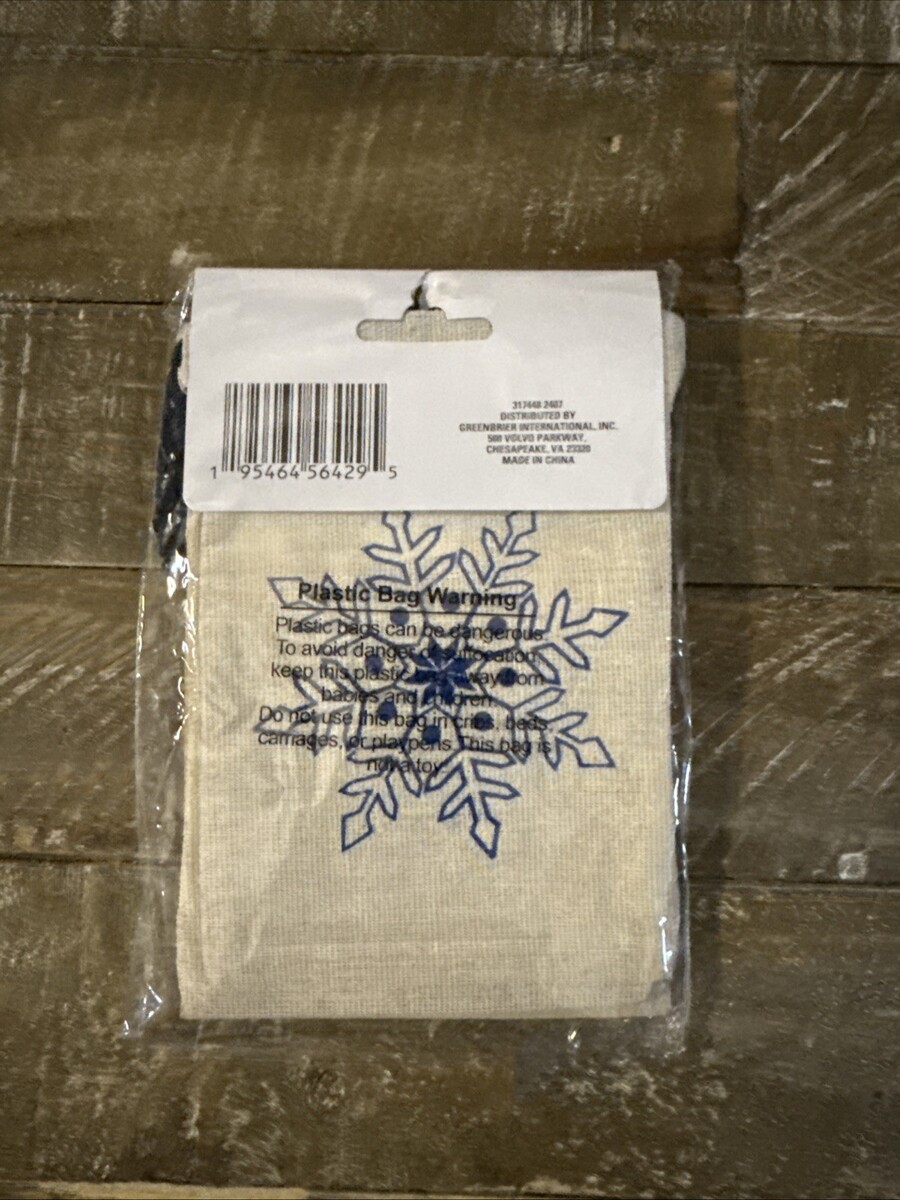 1 95464 56429 5
317448 2407
DISTRIBUTED BY
GREENBRIER INTERNATIONAL, INC.
500 VOLVO PARKWAY,
CHESAPEAKE, VA 23320
MADE IN CHINA
Plastic Bag Warning
Plastic bags can be dangerous
To avoid danger of suffocation
keep this plastic bag away from
babies and children.
Do not use this bag in cribs, beds,
carriages, or playpens. This bag is
not a toy.